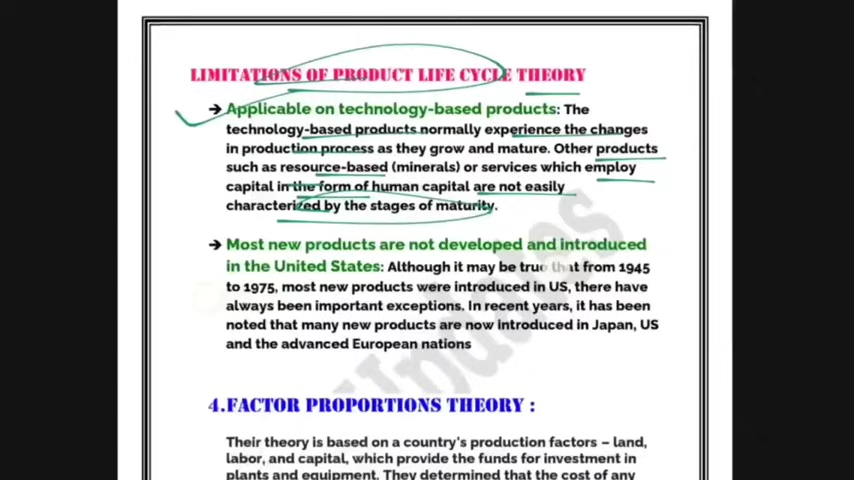 LIMITATIONS OF PRODUCT LIFE CYCLE THEORY
→ Applicable on technology-based products: The
technology-based products normally experience the changes
in production process as they grow and mature. Other products
such as resource-based (minerals) or services which employ
capital in the form of human capital are not easily
characterized by the stages of maturity.
→ Most new products are not developed and introduced
in the United States: Although it may be true that from 1945
to 1975, most new products were introduced in US, there have
always been important exceptions. In recent years, it has been
noted that many new products are now introduced in Japan, US
and the advanced European nations
Updates
4.FACTOR PROPORTIONS THEORY :
Their theory is based on a country's production factors – land,
labor, and capital, which provide the funds for investment in
plants and equipment. They determined that the cost of any